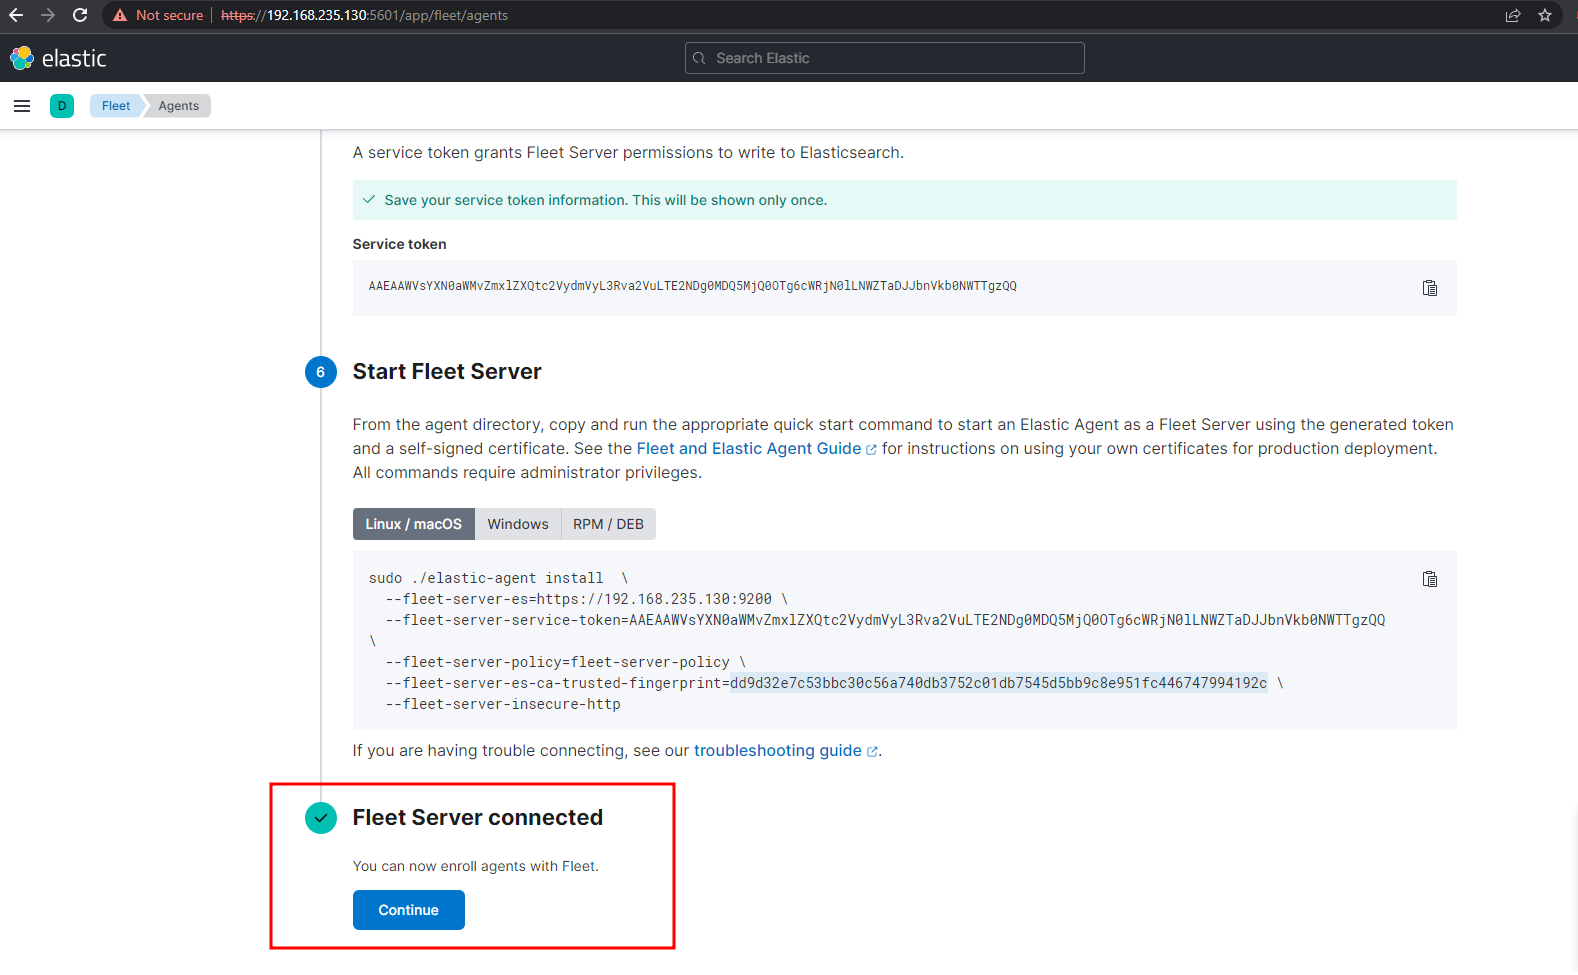 Not secure https://192.168.235.130:5601/app/fleet/agents
elastic
Search Elastic
D Fleet Agents
A service token grants Fleet Server permissions to write to Elasticsearch.
Save your service token information. This will be shown only once.
Service token
AAEAAWVsYXN0aWMvZmxlZXQtc2VydmVyL3Rva2VuLTE2NDg0MDQ5MjQ0OTg6cWRjN0lLNWZTaDJJbnVkb0NWTTgzQQ
6 Start Fleet Server
From the agent directory, copy and run the appropriate quick start command to start an Elastic Agent as a Fleet Server using the generated token
and a self-signed certificate. See the Fleet and Elastic Agent Guide for instructions on using your own certificates for production deployment.
All commands require administrator privileges.
Linux / macOS Windows RPM / DEB
sudo ./elastic-agent install \
--fleet-server-es=https://192.168.235.130:9200 \
--fleet-server-service-token=AAEAAWVsYXN0aWMvZmxlZXQtc2VydmVyL3Rva2VuLTE2NDg0MDQ5MjQ0OTg6cWRjN0lLNWZTaDJJbnVkb0NWTTgzQQ
\
--fleet-server-policy=fleet-server-policy \
--fleet-server-es-ca-trusted-fingerprint=dd9d32e7c53bbc30c56a740db3752c01db7545d5bb9c8e951fc446747994192c \
--fleet-server-insecure-http
If you are having trouble connecting, see our troubleshooting guide.
Fleet Server connected
You can now enroll agents with Fleet.
Continue